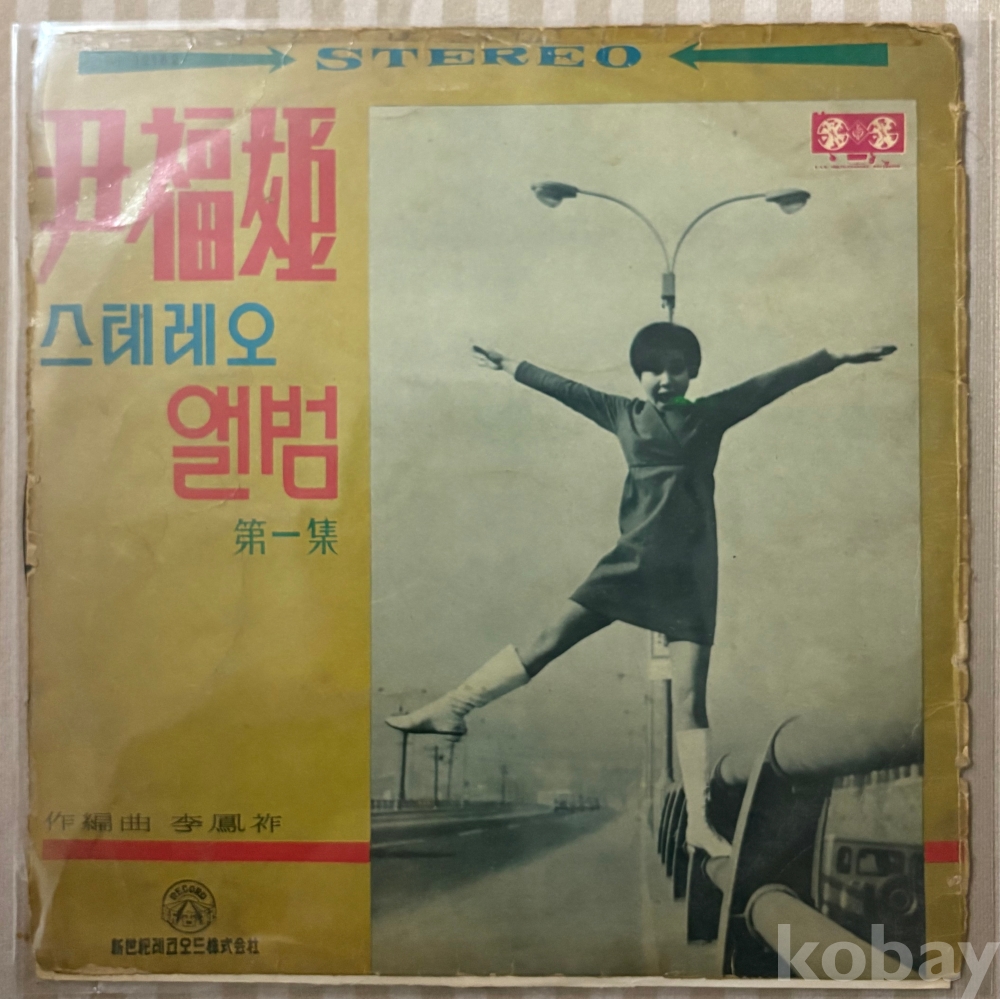 STEREO
尹福姬
스테레오
앨범
第一集
作編曲 李鳳祚
RECORD
新世紀레코오드株式会社
kobay